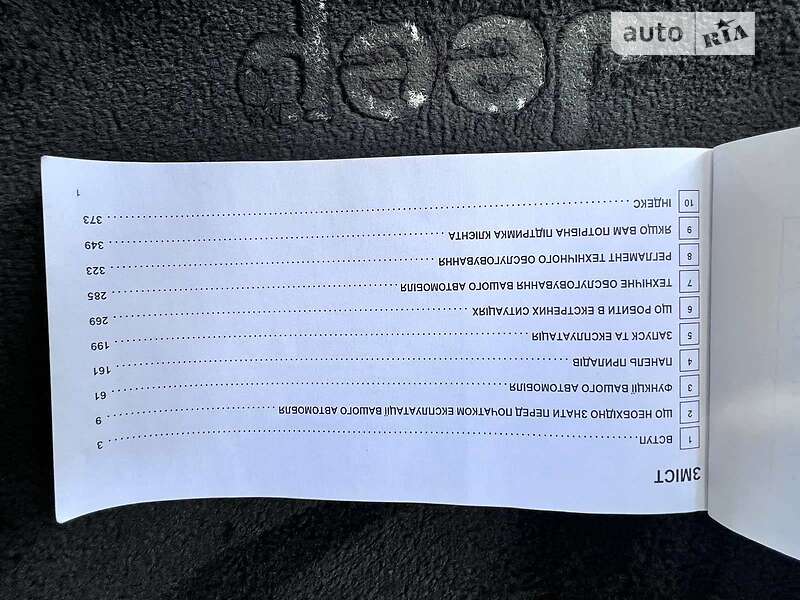 auto RIA
Jeep
ЗМІСТ
1 ВСТУП 3
2 ЩО НЕОБХІДНО ЗНАТИ ПЕРЕД ПОЧАТКОМ ЕКСПЛУАТАЦІЇ ВАШОГО АВТОМОБІЛЯ 9
3 ФУНКЦІЇ ВАШОГО АВТОМОБІЛЯ 61
4 ПАНЕЛЬ ПРИЛАДІВ 161
5 ЗАПУСК ТА ЕКСПЛУАТАЦІЯ 199
6 ЩО РОБИТИ В ЕКСТРЕНИХ СИТУАЦІЯХ 269
7 ТЕХНІЧНЕ ОБСЛУГОВУВАННЯ ВАШОГО АВТОМОБІЛЯ 285
8 РЕГЛАМЕНТ ТЕХНІЧНОГО ОБСЛУГОВУВАННЯ 323
9 ЯКЩО ВАМ ПОТРІБНА ПІДТРИМКА КЛІЄНТА 349
10 ІНДЕКС 373
1